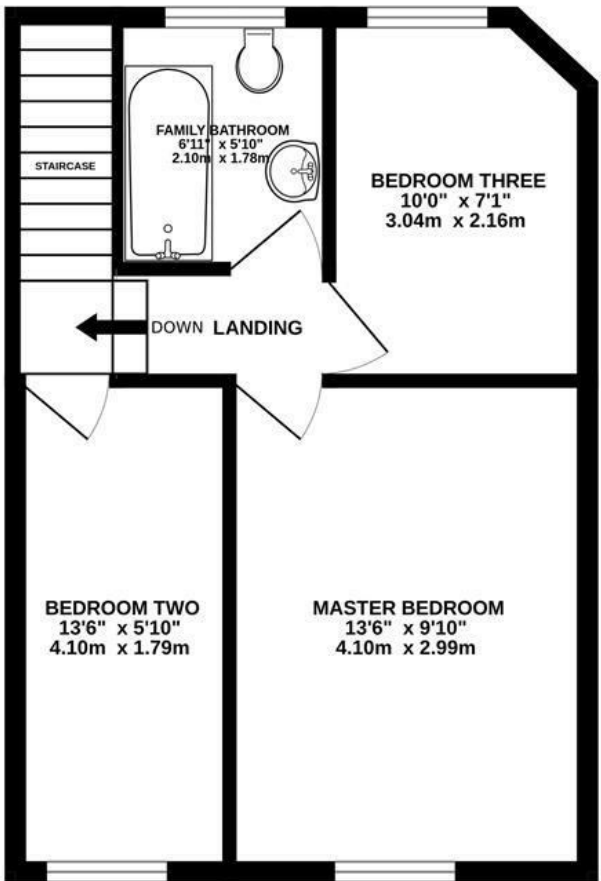 FAMILY BATHROOM
6'11" x 5'10"
2.10m x 1.78m
STAIRCASE
BEDROOM THREE
10'0" x 7'1"
3.04m x 2.16m
DOWN LANDING
BEDROOM TWO
13'6" x 5'10"
4.10m x 1.79m
MASTER BEDROOM
13'6" x 9'10"
4.10m x 2.99m